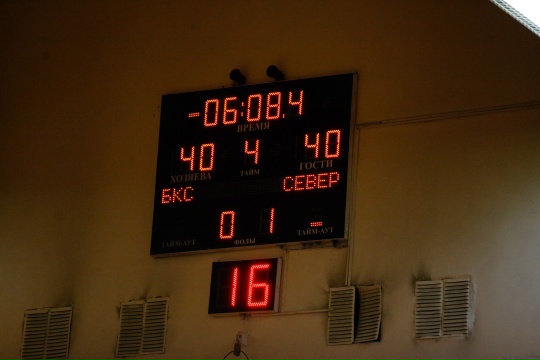 -06:08.4
ВРЕМЯ
40 4 40
ХОЗЯЕВА ТАЙМ ГОСТИ
БКС СЕВЕР
0 1 –
ТАЙМ-АУТ ФОЛЫ ТАЙМ-АУТ
16